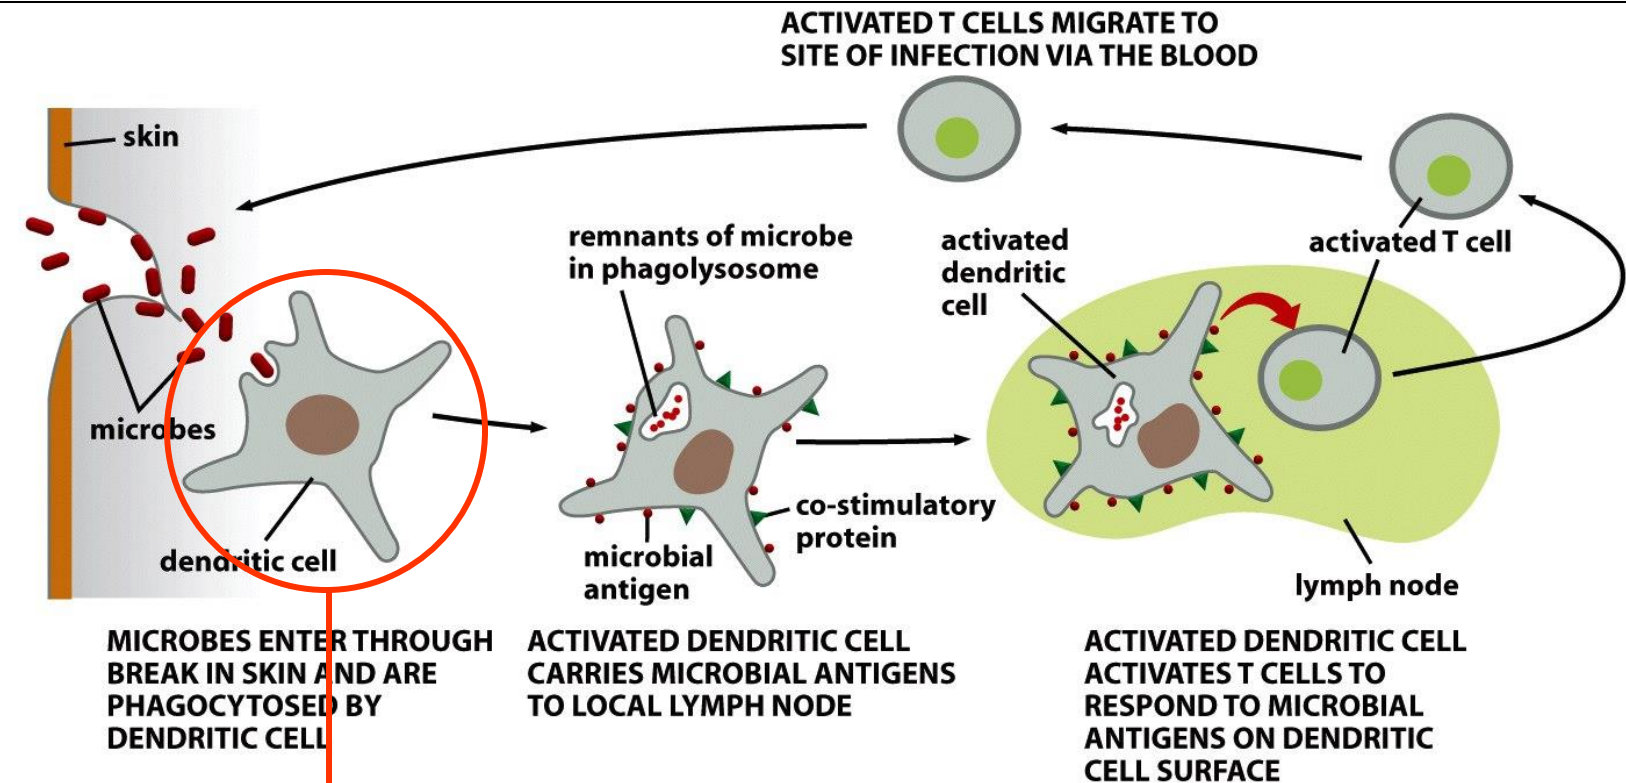 ACTIVATED T CELLS MIGRATE TO
SITE OF INFECTION VIA THE BLOOD
skin
remnants of microbe
in phagolysosome
activated
dendritic
cell
activated T cell
microbes
dendritic cell
microbial
antigen
co-stimulatory
protein
lymph node
MICROBES ENTER THROUGH
BREAK IN SKIN AND ARE
PHAGOCYTOSED BY
DENDRITIC CELL
ACTIVATED DENDRITIC CELL
CARRIES MICROBIAL ANTIGENS
TO LOCAL LYMPH NODE
ACTIVATED DENDRITIC CELL
ACTIVATES T CELLS TO
RESPOND TO MICROBIAL
ANTIGENS ON DENDRITIC
CELL SURFACE